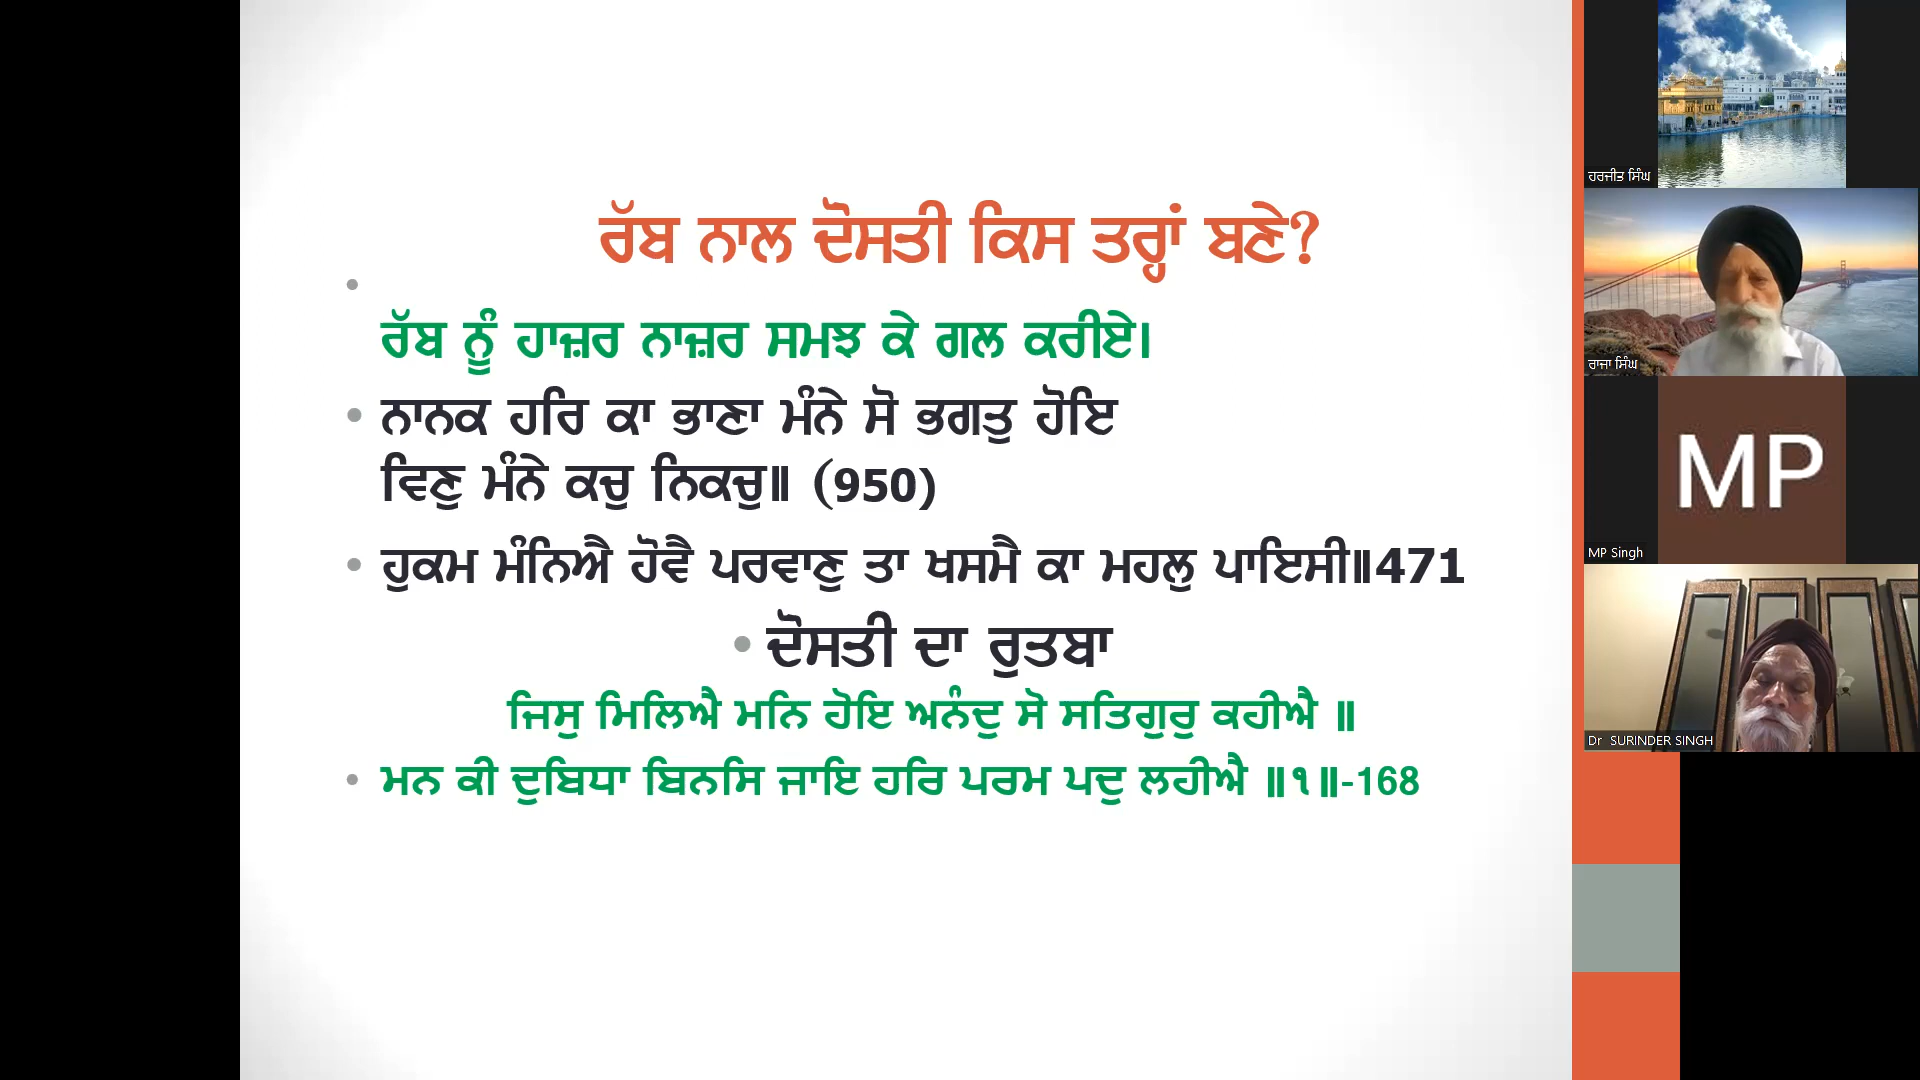 ਰੱਬ ਨਾਲ ਦੋਸਤੀ ਕਿਸ ਤਰ੍ਹਾਂ ਬਣੇ?
ਰੱਬ ਨੂੰ ਹਾਜ਼ਰ ਨਾਜ਼ਰ ਸਮਝ ਕੇ ਗਲ ਕਰੀਏ।
ਨਾਨਕ ਹਰਿ ਕਾ ਭਾਣਾ ਮੰਨੇ ਸੋ ਭਗਤੁ ਹੋਇ
ਵਿਣੁ ਮੰਨੇ ਕਚੁ ਨਿਕਚੁ॥ (950)
ਹੁਕਮ ਮੰਨਿਐ ਹੋਵੈ ਪਰਵਾਣੁ ਤਾ ਖਸਮੈ ਕਾ ਮਹਲੁ ਪਾਇਸੀ॥471
ਦੋਸਤੀ ਦਾ ਰੁਤਬਾ
ਜਿਸੁ ਮਿਲਿਐ ਮਨਿ ਹੋਇ ਅਨੰਦੁ ਸੋ ਸਤਿਗੁਰੁ ਕਹੀਐ ॥
ਮਨ ਕੀ ਦੁਬਿਧਾ ਬਿਨਸਿ ਜਾਇ ਹਰਿ ਪਰਮ ਪਦੁ ਲਹੀਐ ॥੧॥-168
ਹਰਜੀਤ ਸਿੰਘ
ਰਾਜਾ ਸਿੰਘ
MP
MP Singh
Dr SURINDER SINGH